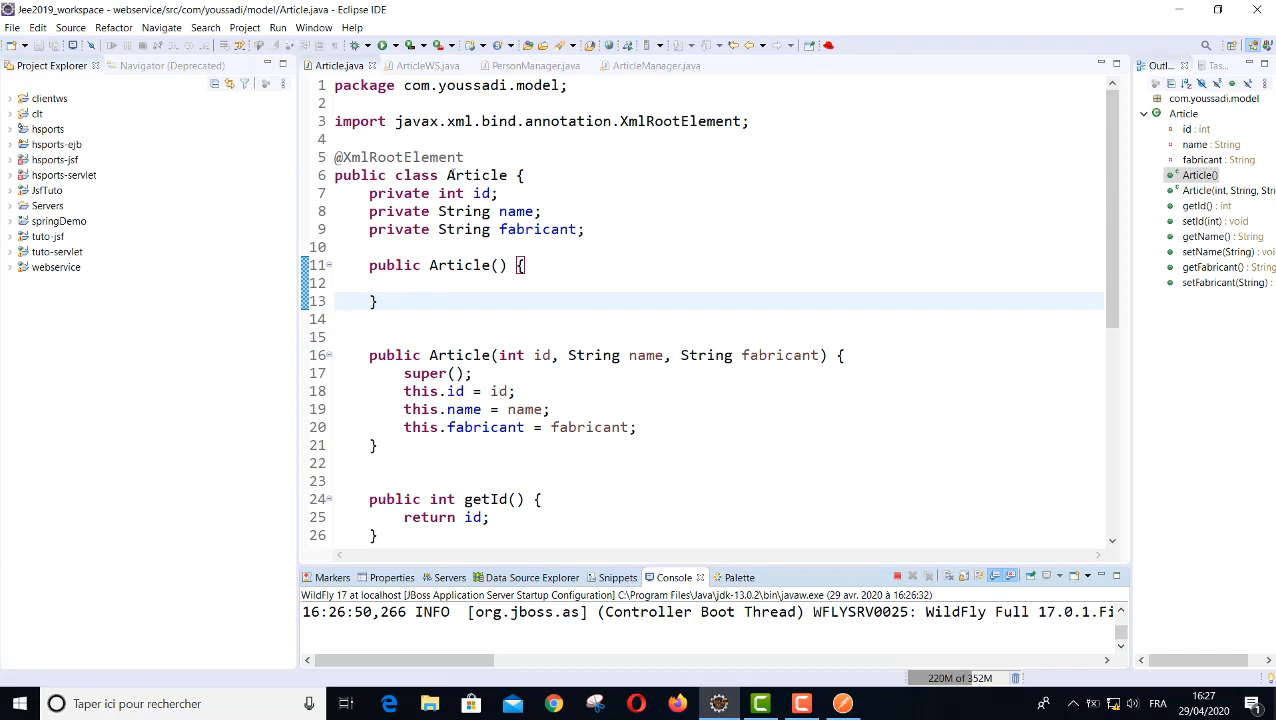 Jee2019_workspace - webservice/src/com/youssadi/model/Article.java - Eclipse IDE
File Edit Source Refactor Navigate Search Project Run Window Help
Project Explorer
Navigator (Deprecated)
clientws
clt
hsports
hsports-ejb
hsports-jsf
hsports-servlet
JsfTuto
Servers
springDemo
tuto-jsf
tuto-servlet
webservice
Article.java
ArticleWS.java
PersonManager.java
ArticleManager.java
1 package com.youssadi.model;
2
3 import javax.xml.bind.annotation.XmlRootElement;
4
5 @XmlRootElement
6 public class Article {
7 private int id;
8 private String name;
9 private String fabricant;
10
11 public Article() {
12
13 }
14
15
16 public Article(int id, String name, String fabricant) {
17 super();
18 this.id = id;
19 this.name = name;
20 this.fabricant = fabricant;
21 }
22
23
24 public int getId() {
25 return id;
26 }
Outl...
Tas...
com.youssadi.model
Article
id : int
name : String
fabricant : String
Article()
Article(int, String, Str
getId() : int
setId(int) : void
getName() : String
setName(String) : void
getFabricant() : String
setFabricant(String) :
Markers Properties Servers Data Source Explorer Snippets Console Palette
WildFly 17 at localhost [JBoss Application Server Startup Configuration] C:\Program Files\Java\jdk-13.0.2\bin\javaw.exe (29 avr. 2020 à 16:26:32)
16:26:50,266 INFO [org.jboss.as] (Controller Boot Thread) WFLYSRV0025: WildFly Full 17.0.1.Fi
220M of 352M
Taper ici pour rechercher
FRA
16:27
29/04/2020